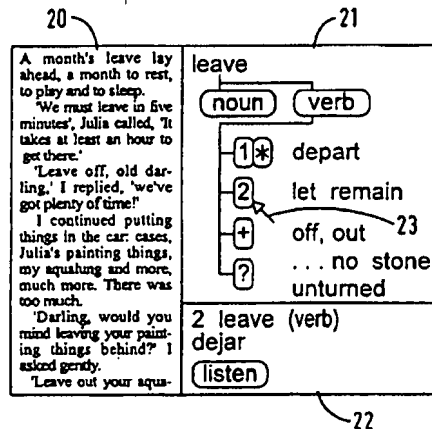 20
21
A month's leave lay
ahead, a month to rest,
to play and to sleep.
'We must leave in five
minutes', Julia called, 'It
takes at least an hour to
get there.'
'Leave off, old dar-
ling,' I replied, 'we've
got plenty of time!'
I continued putting
things in the car: cases,
Julia's painting things,
my aqualung and more,
much more. There was
too much.
'Darling, would you
mind leaving your paint-
ing things behind?' I
asked gently.
'Leave out your aqua-
leave
noun verb
1 * depart
2 let remain
23
+ off, out
? ... no stone
unturned
2 leave (verb)
dejar
listen
22